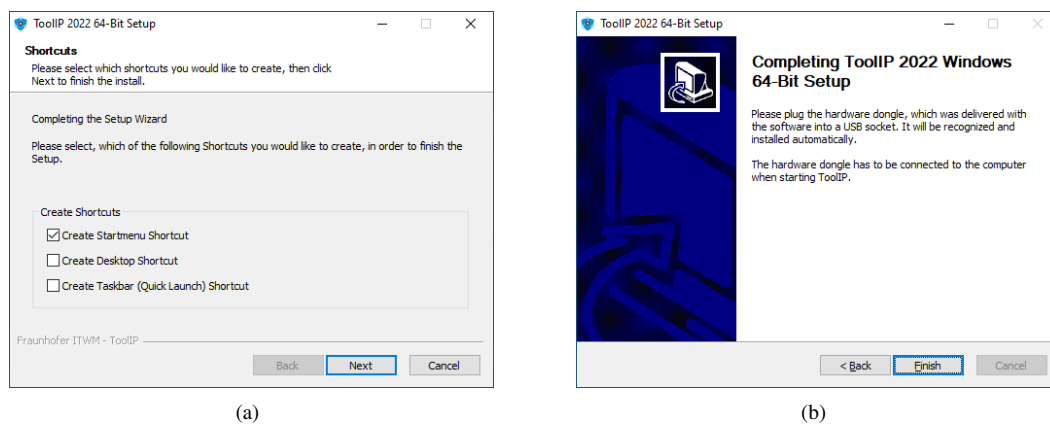 ToolIP 2022 64-Bit Setup
Shortcuts
Please select which shortcuts you would like to create, then click
Next to finish the install.
Completing the Setup Wizard
Please select, which of the following Shortcuts you would like to create, in order to finish the
Setup.
Create Shortcuts
Create Startmenu Shortcut
Create Desktop Shortcut
Create Taskbar (Quick Launch) Shortcut
Fraunhofer ITWM - ToolIP
Back Next Cancel
(a)
ToolIP 2022 64-Bit Setup
Completing ToolIP 2022 Windows
64-Bit Setup
Please plug the hardware dongle, which was delivered with
the software into a USB socket. It will be recognized and
installed automatically.
The hardware dongle has to be connected to the computer
when starting ToolIP.
< Back Finish Cancel
(b)